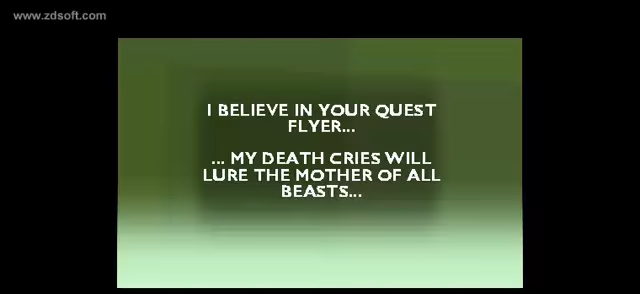 www.zdsoft.com
I BELIEVE IN YOUR QUEST
FLYER...
... MY DEATH CRIES WILL
LURE THE MOTHER OF ALL
BEASTS...